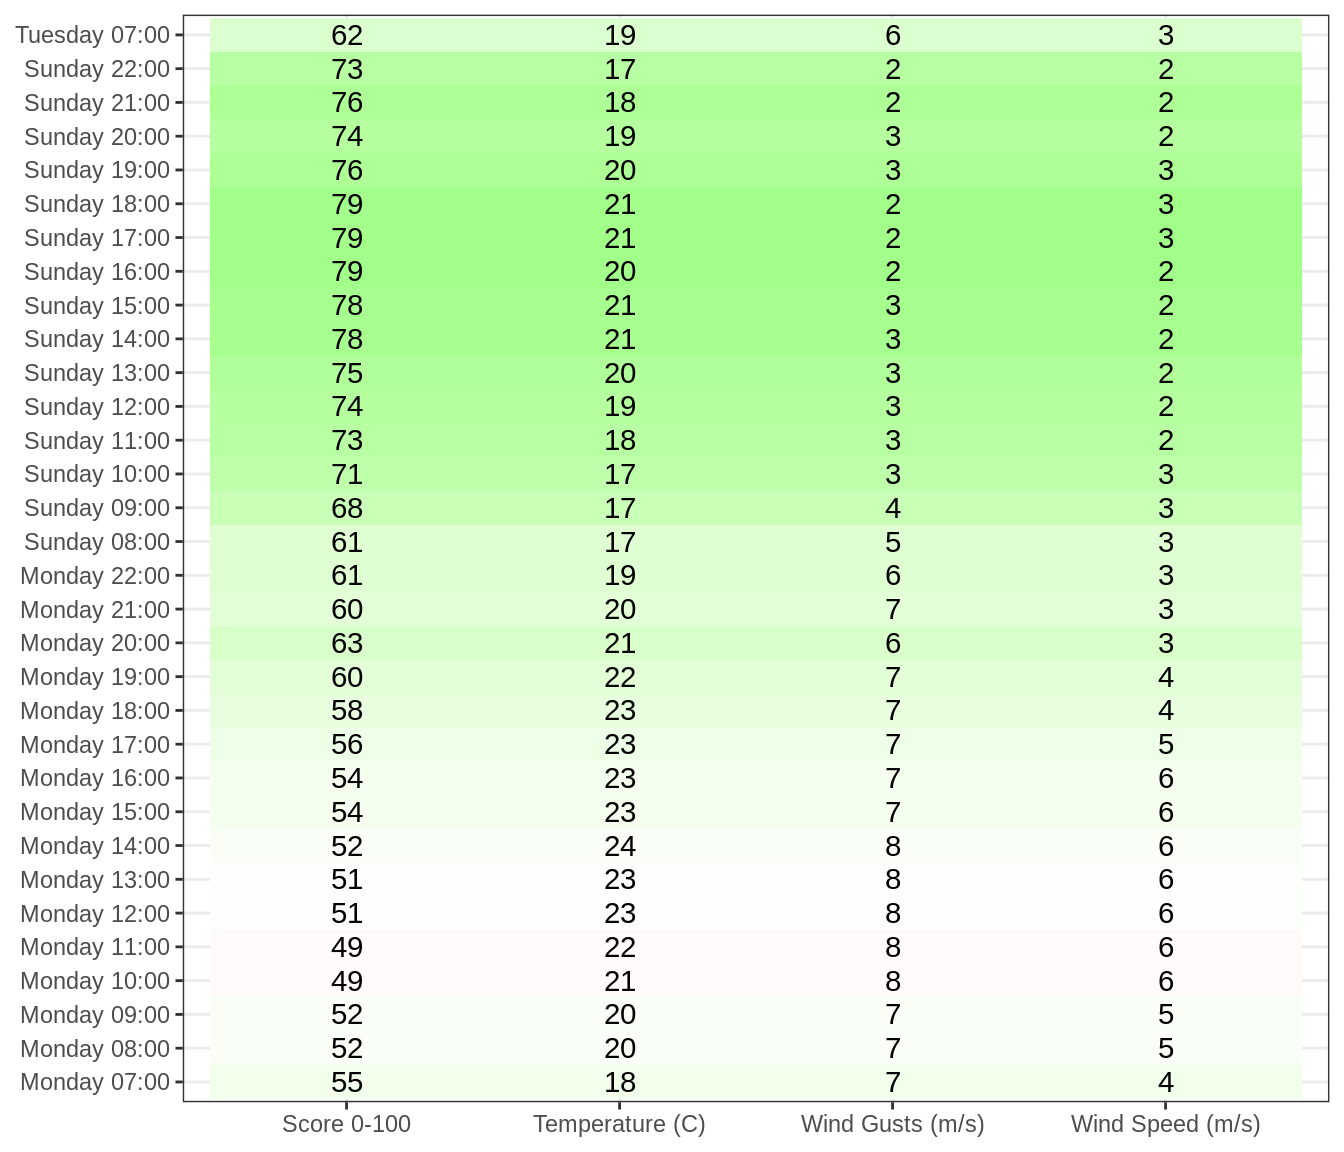 Tuesday 07:00 62 19 6 3
Sunday 22:00 73 17 2 2
Sunday 21:00 76 18 2 2
Sunday 20:00 74 19 3 2
Sunday 19:00 76 20 3 3
Sunday 18:00 79 21 2 3
Sunday 17:00 79 21 2 3
Sunday 16:00 79 20 2 2
Sunday 15:00 78 21 3 2
Sunday 14:00 78 21 3 2
Sunday 13:00 75 20 3 2
Sunday 12:00 74 19 3 2
Sunday 11:00 73 18 3 2
Sunday 10:00 71 17 3 3
Sunday 09:00 68 17 4 3
Sunday 08:00 61 17 5 3
Monday 22:00 61 19 6 3
Monday 21:00 60 20 7 3
Monday 20:00 63 21 6 3
Monday 19:00 60 22 7 4
Monday 18:00 58 23 7 4
Monday 17:00 56 23 7 5
Monday 16:00 54 23 7 6
Monday 15:00 54 23 7 6
Monday 14:00 52 24 8 6
Monday 13:00 51 23 8 6
Monday 12:00 51 23 8 6
Monday 11:00 49 22 8 6
Monday 10:00 49 21 8 6
Monday 09:00 52 20 7 5
Monday 08:00 52 20 7 5
Monday 07:00 55 18 7 4
Score 0-100 Temperature (C) Wind Gusts (m/s) Wind Speed (m/s)